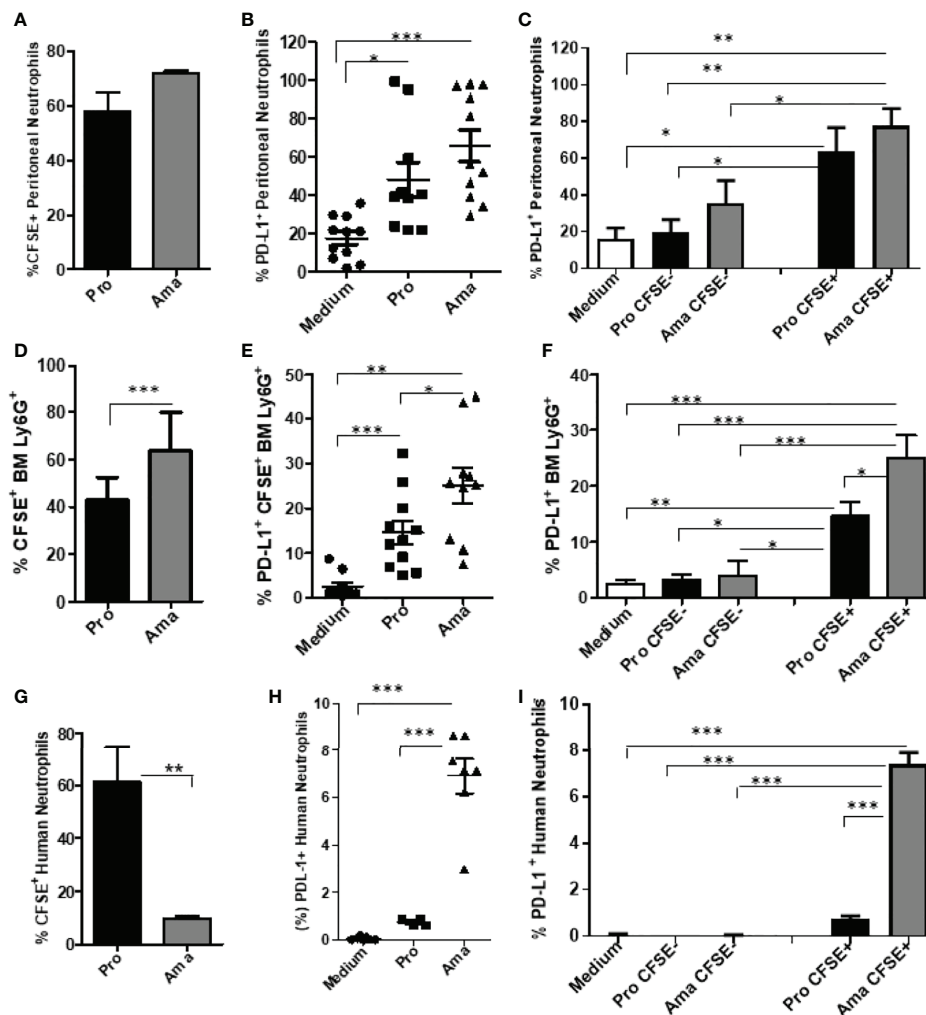 A
%CFSE+ Peritoneal Neutrophils
80
60
40
20
0
Pro
Ama
B
% PD-L1+ Peritoneal Neutrophils
120
100
80
60
40
20
0
***
*
Medium
Pro
Ama
C
% PD-L1+ Peritoneal Neutrophils
120
100
80
60
40
20
0
**
**
*
*
*
Medium
Pro CFSE-
Ama CFSE-
Pro CFSE+
Ama CFSE+
D
% CFSE+ BM Ly6G+
100
80
60
40
20
0
***
Pro
Ama
E
% PD-L1+ CFSE+ BM Ly6G+
50
40
30
20
10
0
**
*
***
Medium
Pro
Ama
F
% PD-L1+ BM Ly6G+
40
30
20
10
0
***
***
***
*
**
*
*
Medium
Pro CFSE-
Ama CFSE-
Pro CFSE+
Ama CFSE+
G
% CFSE+ Human Neutrophils
80
60
40
20
0
**
Pro
Ama
H
(%) PDL-1+ Human Neutrophils
10
8
6
4
2
0
***
***
Medium
Pro
Ama
I
% PD-L1 + Human Neutrophils
10
8
6
4
2
0
***
***
***
***
Medium
Pro CFSE-
Ama CFSE-
Pro CFSE+
Ama CFSE+